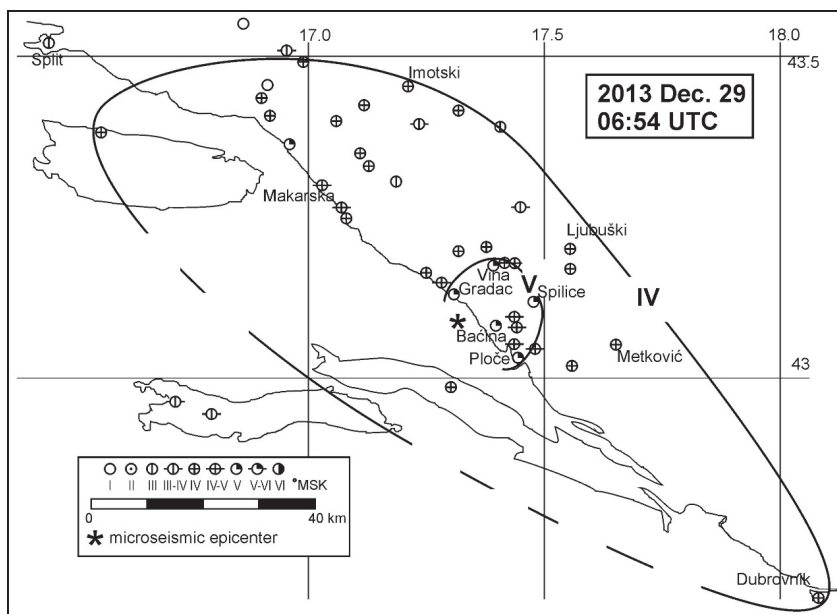 17.0 17.5 18.0
Split
43.5
Imotski
2013 Dec. 29
06:54 UTC
Makarska
Ljubuški
Vina
V
Gradac
Spilice
IV
*
Baćina
Ploče
Metković
43
I II III III-IV IV IV-V V V-VI VI °MSK
0 40 km
* microseismic epicenter
Dubrovnik